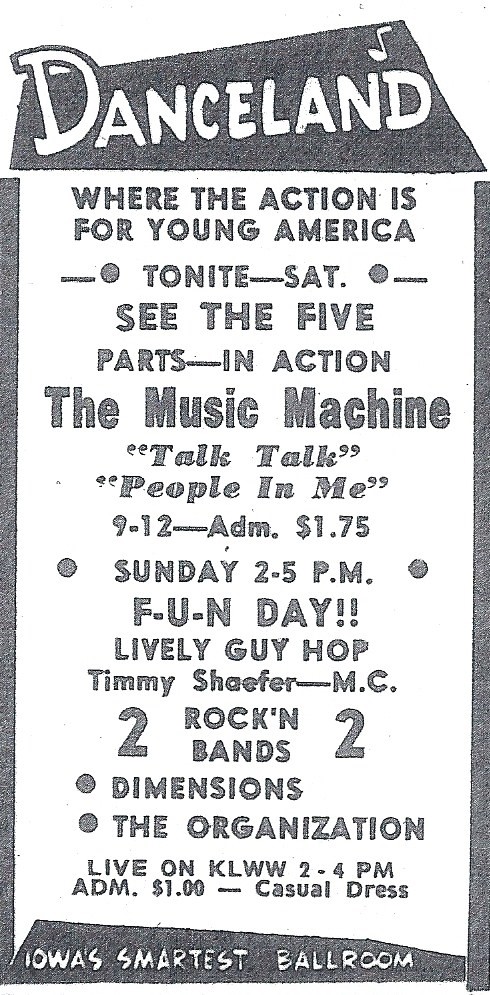 DANCELAND
WHERE THE ACTION IS
FOR YOUNG AMERICA
—● TONITE—SAT. ●—
SEE THE FIVE
PARTS—IN ACTION
The Music Machine
“Talk Talk”
“People In Me”
9-12—Adm. $1.75
● SUNDAY 2-5 P.M. ●
F-U-N DAY!!
LIVELY GUY HOP
Timmy Shaefer—M.C.
2 ROCK'N 2
BANDS
● DIMENSIONS
● THE ORGANIZATION
LIVE ON KLWW 2-4 PM
ADM. $1.00 — Casual Dress
IOWA'S SMARTEST BALLROOM